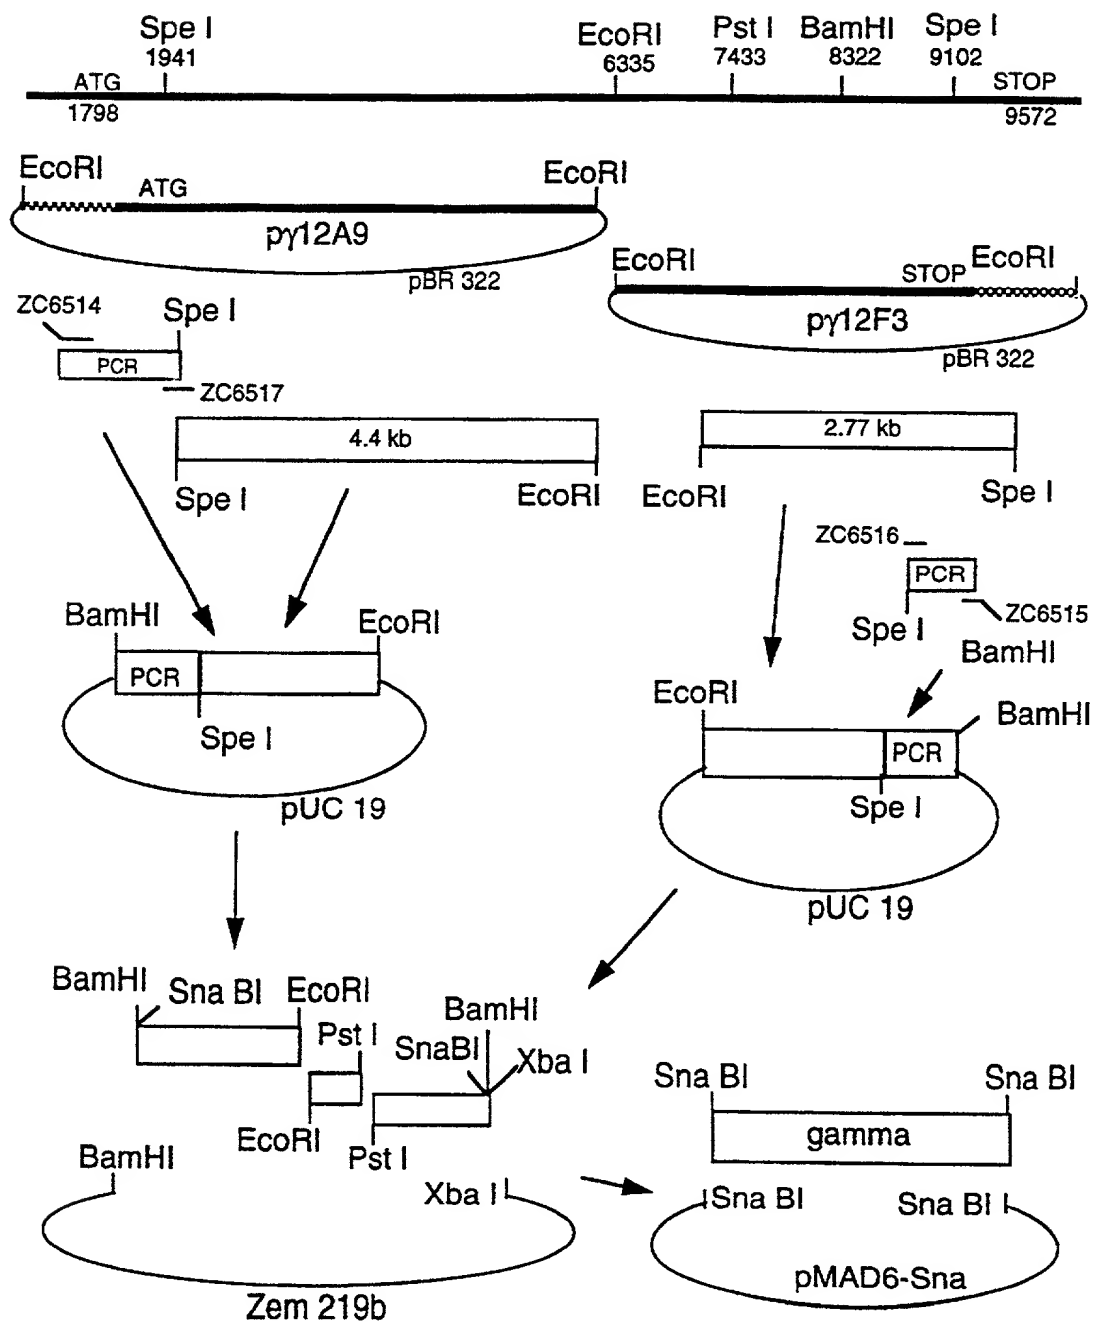 Spe I
1941
EcoRI
6335
Pst I
7433
BamHI
8322
Spe I
9102
ATG
1798
STOP
9572
EcoRI
ATG
EcoRI
pγ12A9
pBR 322
EcoRI
STOP
EcoRI
pγ12F3
pBR 322
ZC6514
Spe I
PCR
ZC6517
4.4 kb
Spe I
EcoRI
2.77 kb
EcoRI
Spe I
ZC6516
PCR
Spe I
ZC6515
BamHI
BamHI
EcoRI
PCR
Spe I
pUC 19
EcoRI
BamHI
PCR
Spe I
pUC 19
BamHI
Sna BI
EcoRI
Pst I
EcoRI
BamHI
SnaBI
Xba I
Pst I
BamHI
Xba I
Zem 219b
Sna BI
Sna BI
gamma
Sna BI
Sna BI
pMAD6-Sna